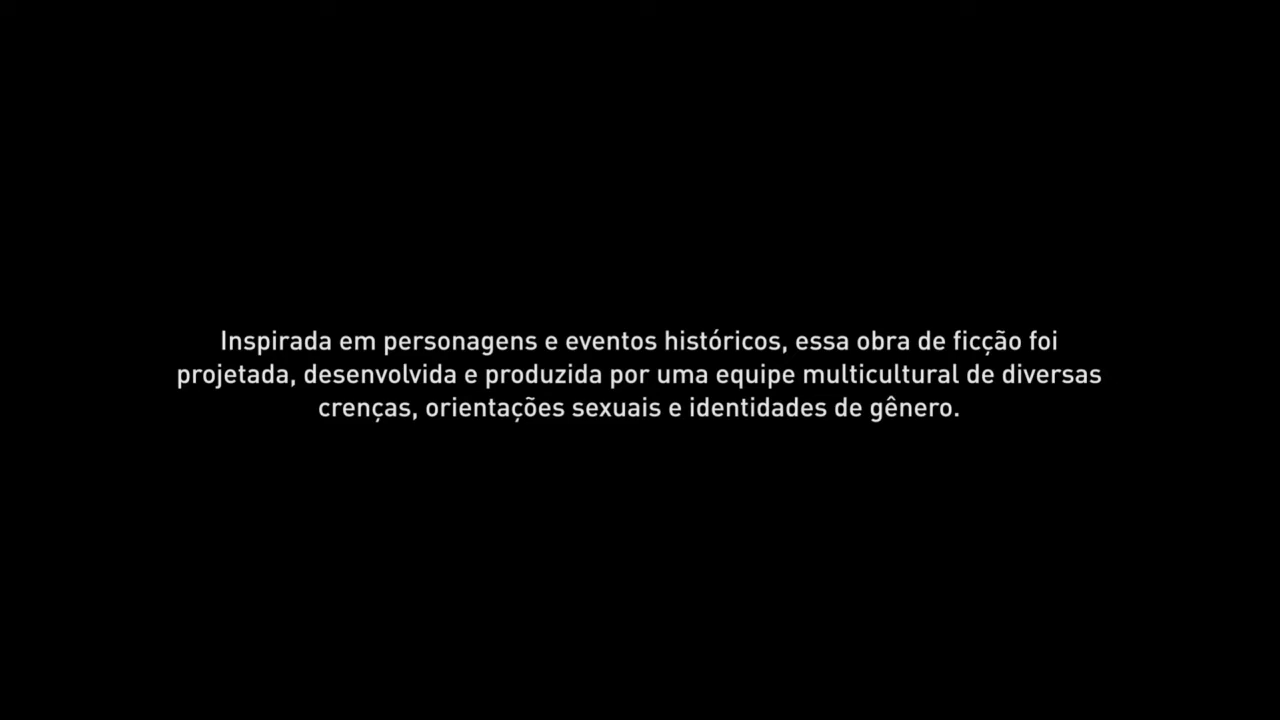 Inspirada em personagens e eventos históricos, essa obra de ficção foi
projetada, desenvolvida e produzida por uma equipe multicultural de diversas
crenças, orientações sexuais e identidades de gênero.